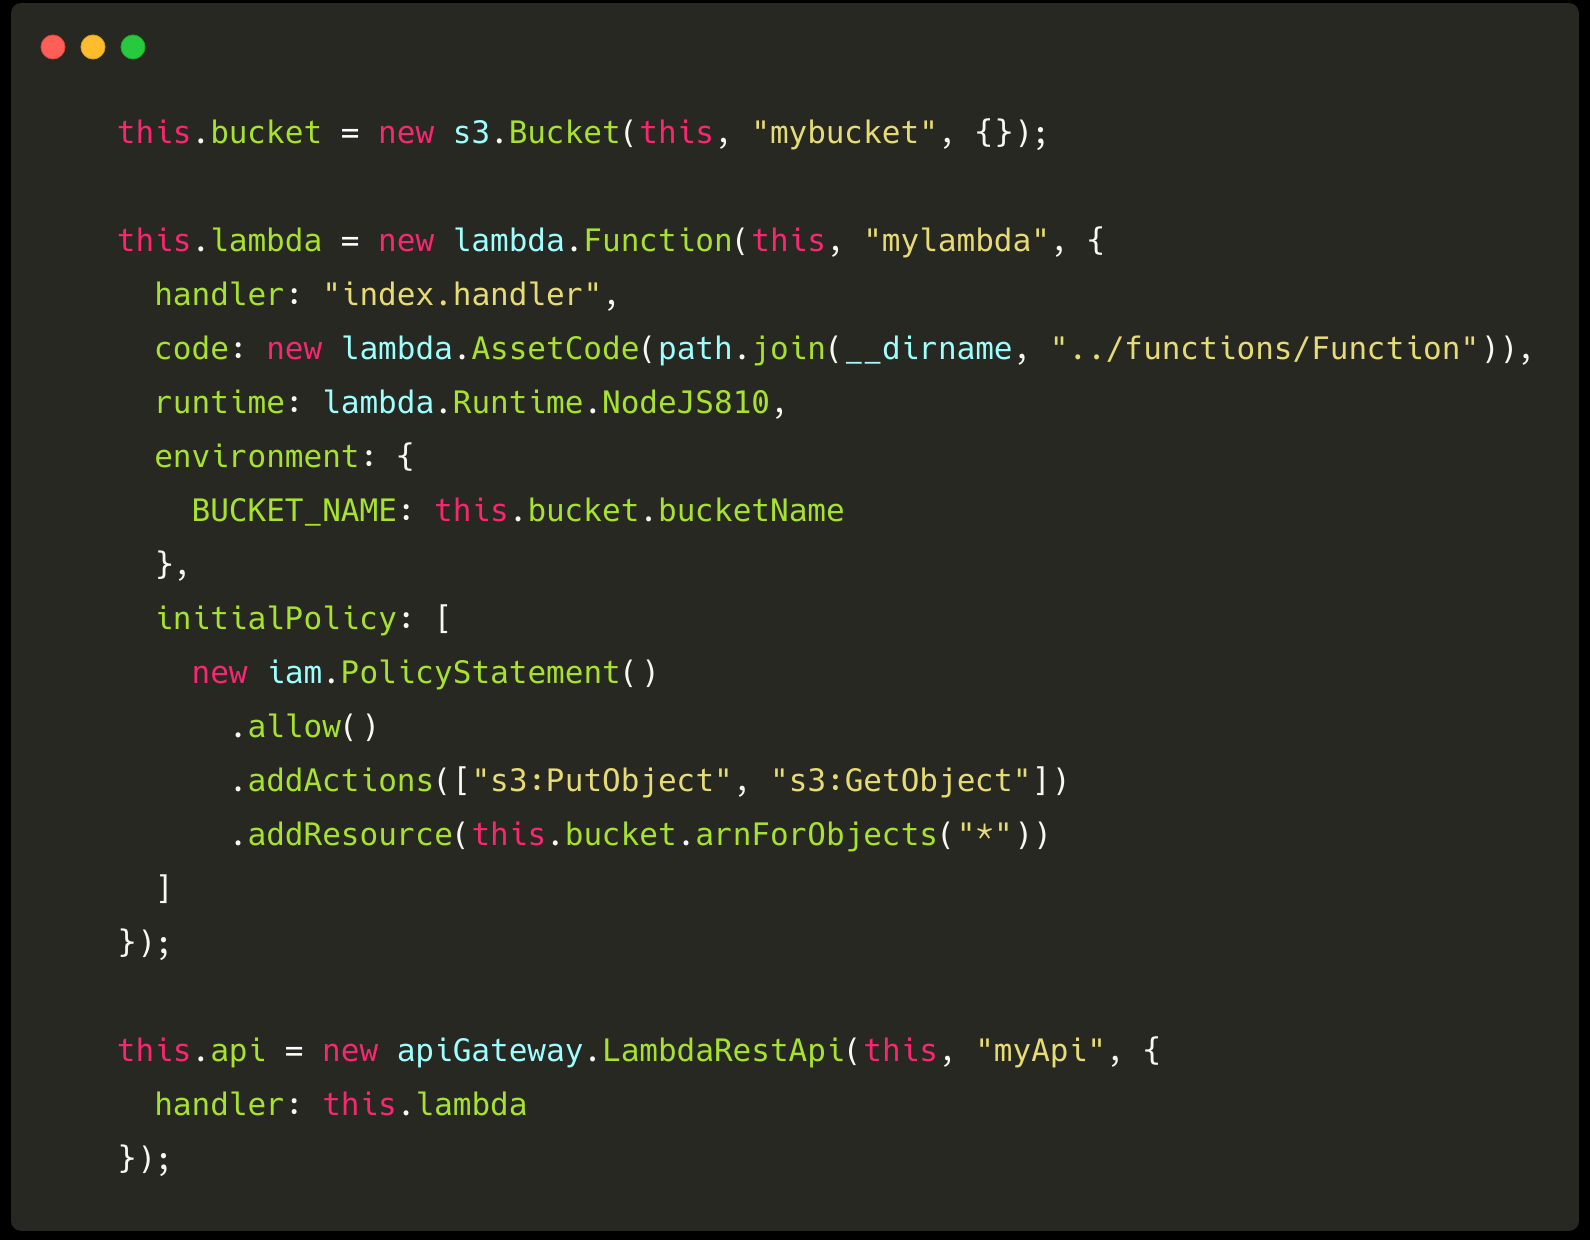 this.bucket = new s3.Bucket(this, "mybucket", {});

this.lambda = new lambda.Function(this, "mylambda", {
  handler: "index.handler",
  code: new lambda.AssetCode(path.join(__dirname, "../functions/Function")),
  runtime: lambda.Runtime.NodeJS810,
  environment: {
    BUCKET_NAME: this.bucket.bucketName
  },
  initialPolicy: [
    new iam.PolicyStatement()
      .allow()
      .addActions(["s3:PutObject", "s3:GetObject"])
      .addResource(this.bucket.arnForObjects("*"))
  ]
});

this.api = new apiGateway.LambdaRestApi(this, "myApi", {
  handler: this.lambda
});